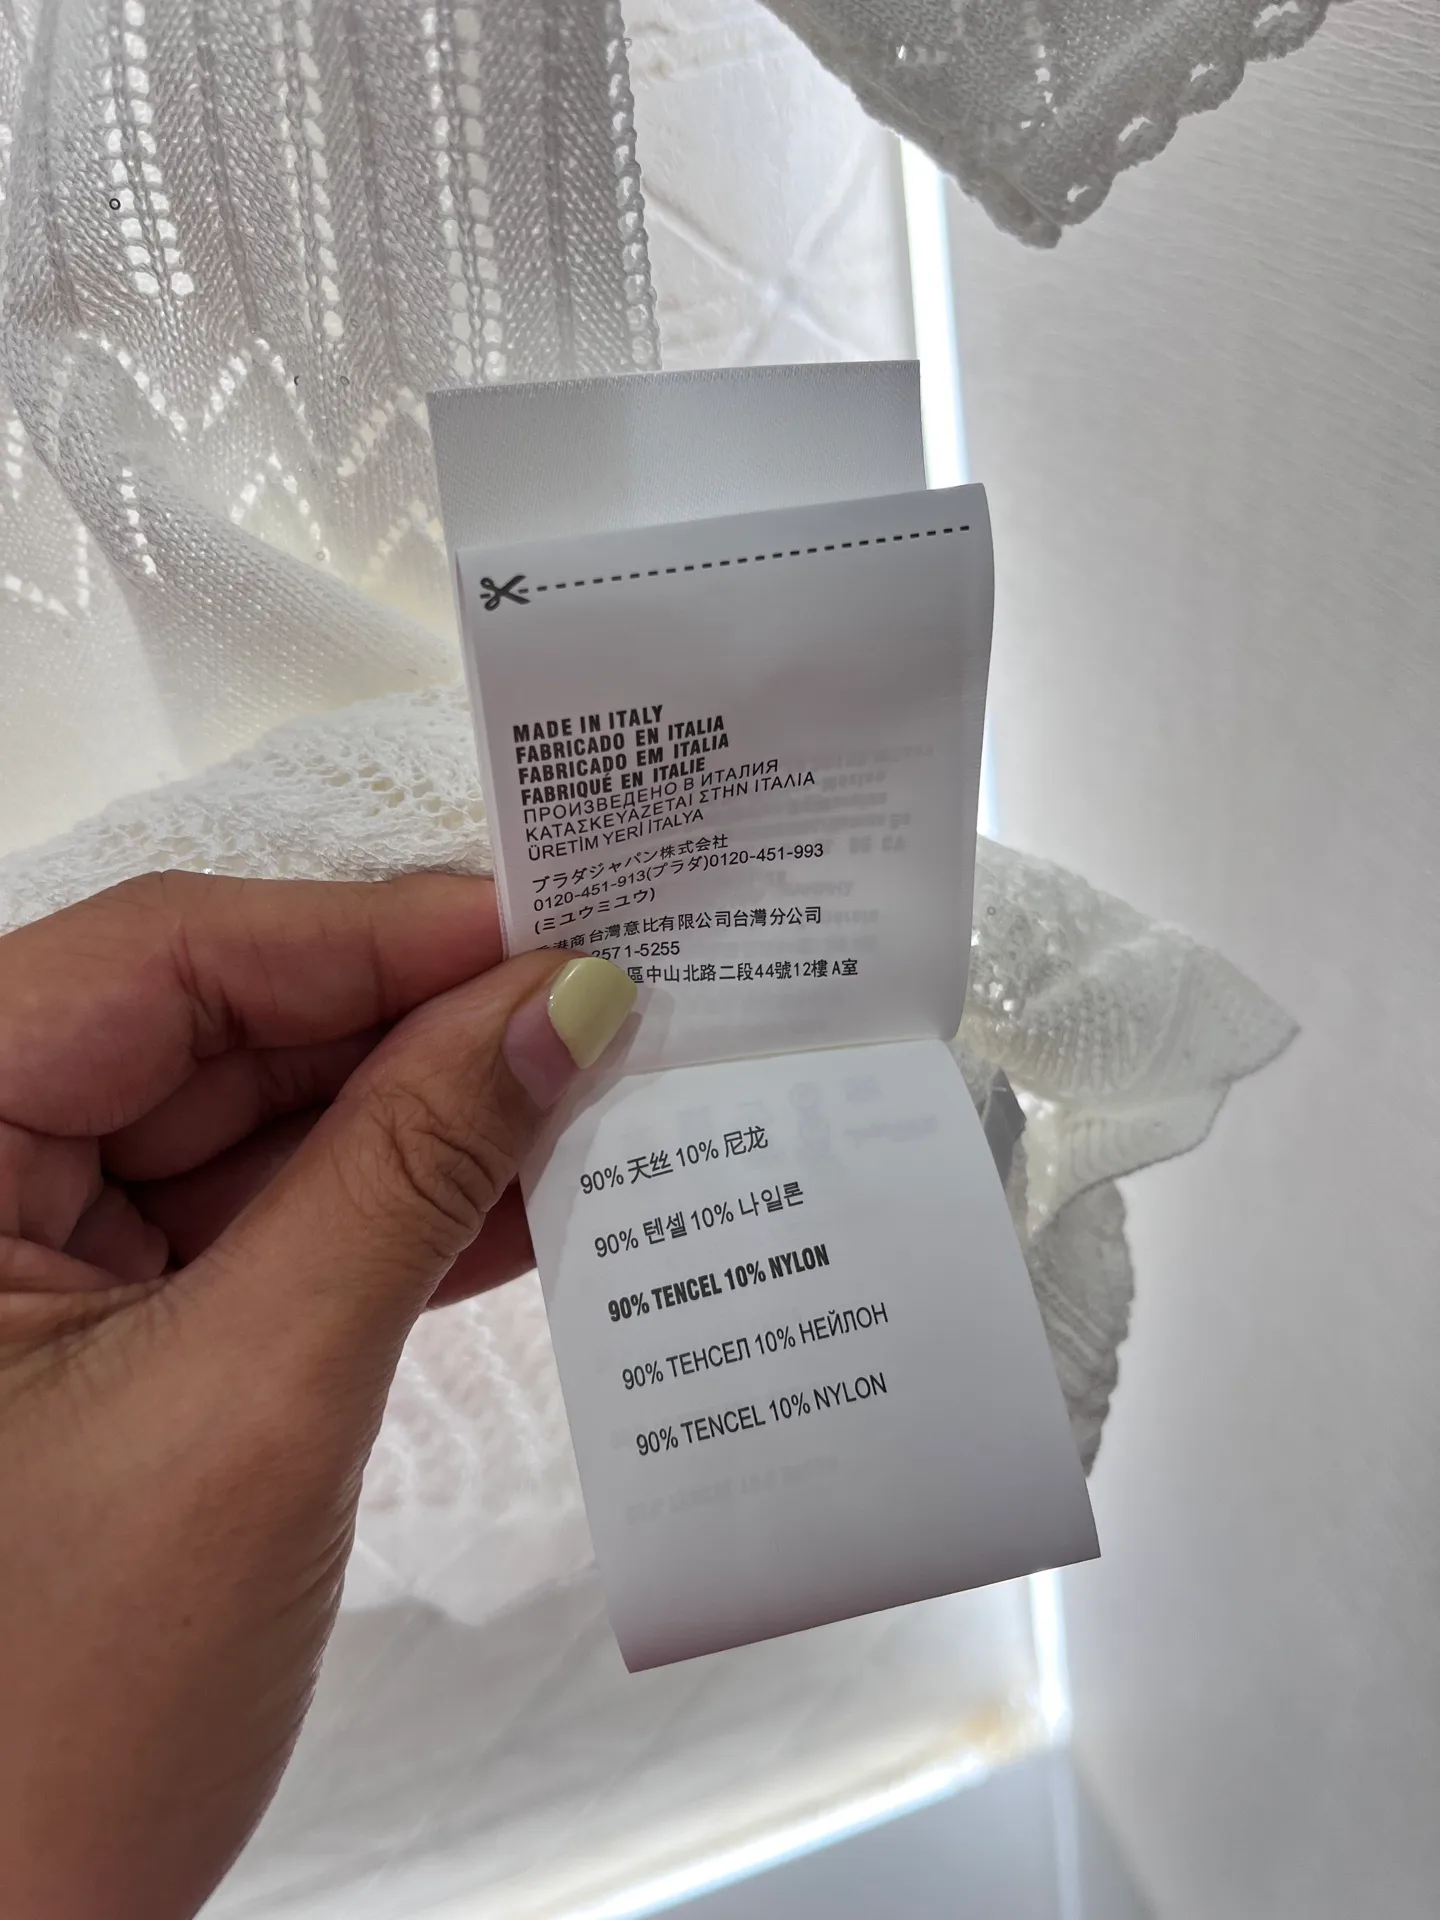 MADE IN ITALY
FABRICADO EN ITALIA
FABRICADO EM ITALIA
FABRIQUÉ EN ITALIE
ПРОИЗВЕДЕНО В ИТАЛИЯ
ΚΑΤΑΣΚΕΥΑΖΕΤΑΙ ΣΤΗΝ ΙΤΑΛΙΑ
ÜRETİM YERİ İTALYA
プラダジャパン株式会社
0120-451-913(プラダ)0120-451-993
(ミユウミユウ)
香港商台灣意比有限公司台灣分公司
2571-5255
區中山北路二段44號12樓A室
90% 天丝 10% 尼龙
90% 텐셀 10% 나일론
90% TENCEL 10% NYLON
90% ТЕНСЕЛ 10% НЕЙЛОН
90% TENCEL 10% NYLON